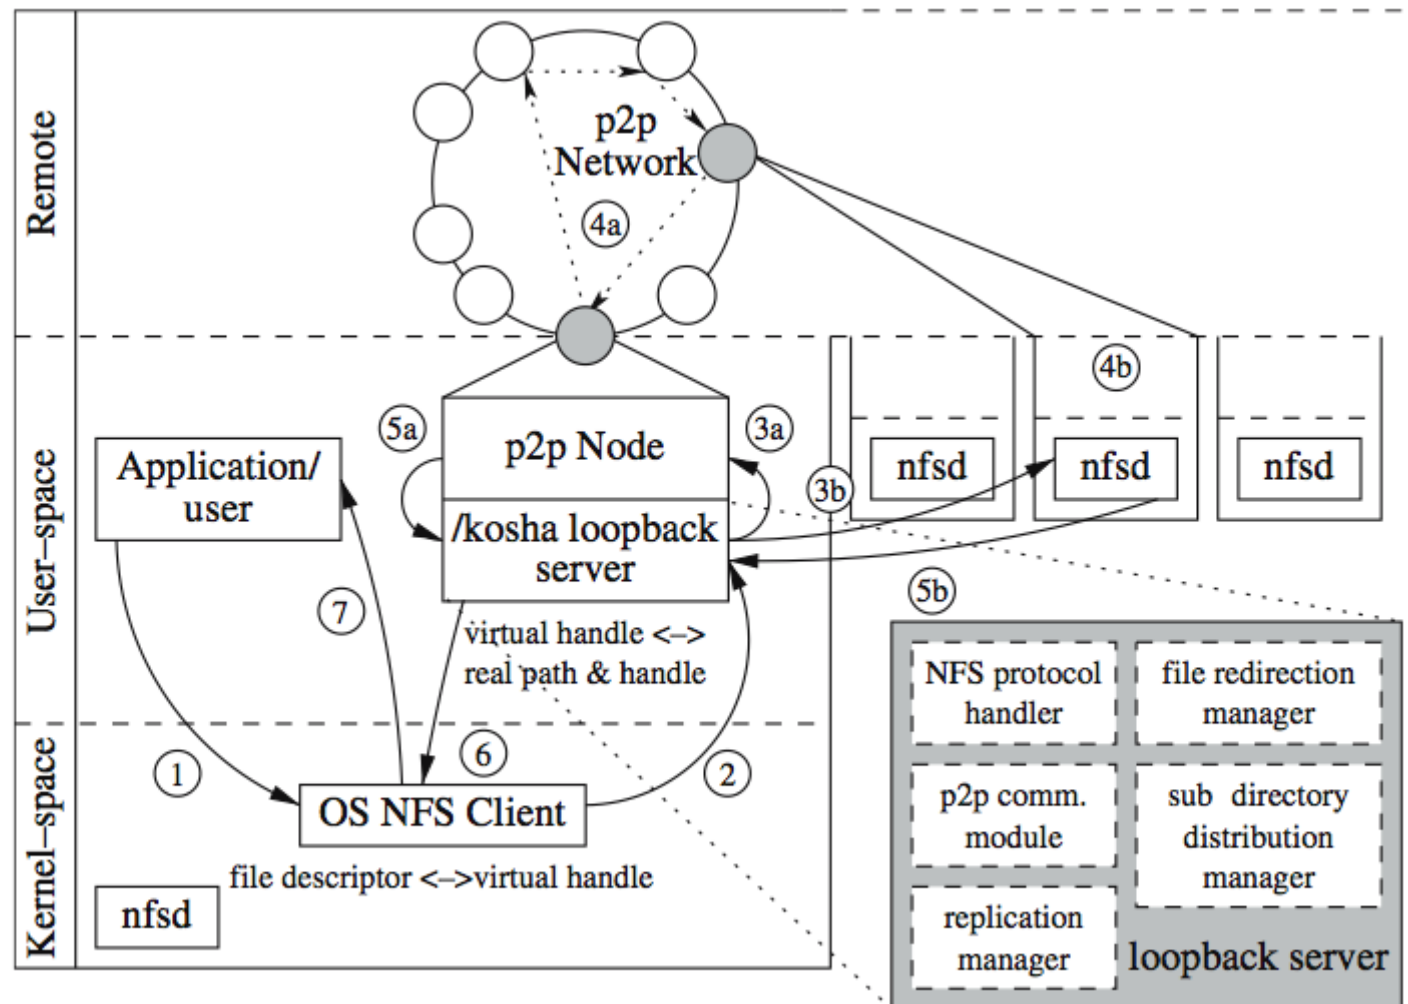 Remote
p2p
Network
4a
User–space
5a
p2p Node
3a
/kosha loopback
server
Application/
user
7
virtual handle <–>
real path & handle
3b
nfsd
4b
nfsd
nfsd
5b
Kernel–space
1
6
2
OS NFS Client
file descriptor <–>virtual handle
nfsd
NFS protocol
handler
file redirection
manager
p2p comm.
module
sub directory
distribution
manager
replication
manager
loopback server